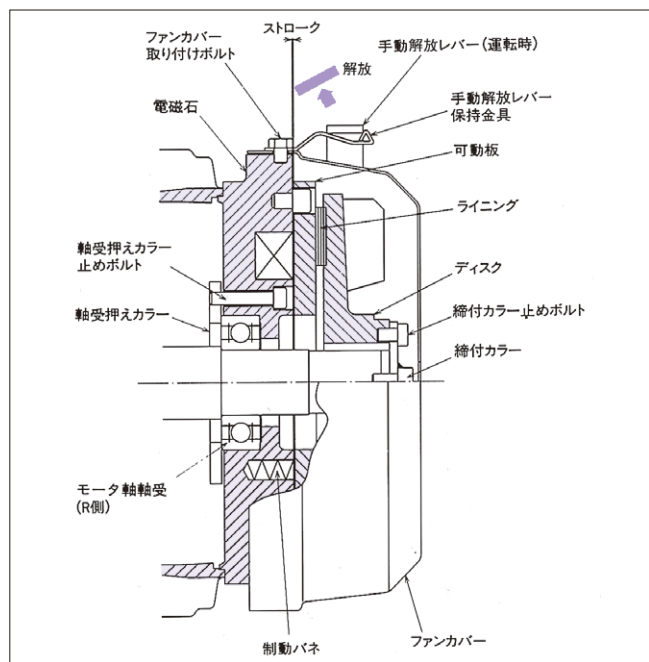 ストローク
ファンカバー
取り付けボルト
手動解放レバー(運転時)
解放
手動解放レバー
保持金具
電磁石
可動板
ライニング
軸受押えカラー
止めボルト
ディスク
軸受押えカラー
締付カラー止めボルト
締付カラー
モータ軸軸受
(R側)
制動バネ
ファンカバー